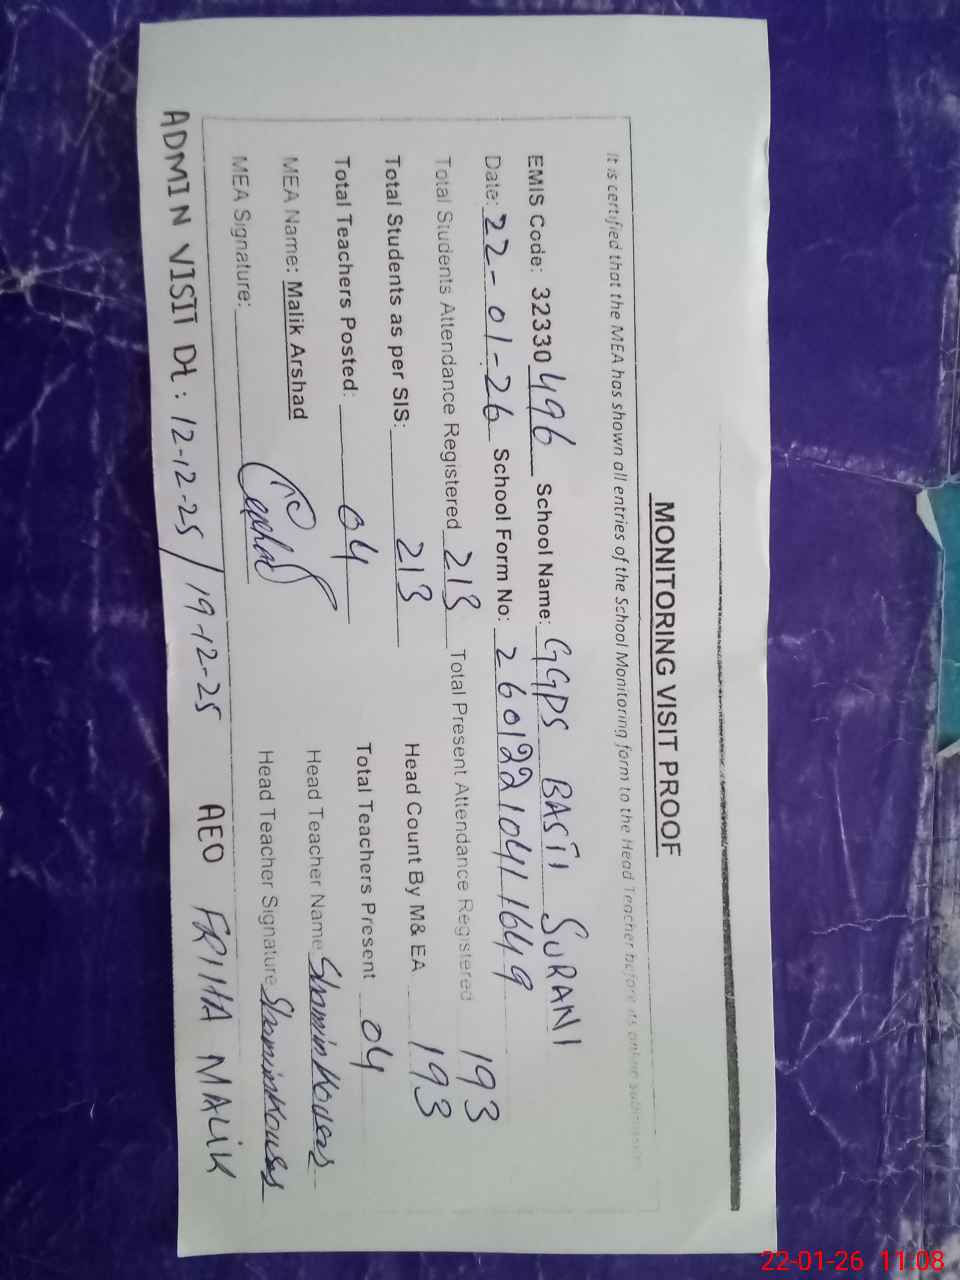 MONITORING VISIT PROOF
It is certified that the MEA has shown all entries of the School Monitoring form to the Head Teacher before its online submission
EMIS Code: 32330496 School Name: GGPS BASTI SURANI
Date: 22-01-26 School Form No: 26012210411649
Total Students Attendance Registered 213 Total Present Attendance Registered 193
Total Students as per SIS: 213 Head Count By M& EA 193
Total Teachers Posted: 04 Total Teachers Present 04
MEA Name: Malik Arshad Head Teacher Name Shamim Kousar
MEA Signature: Head Teacher Signature Shamim Kousar
ADMIN VISIT Dt: 12-12-25 / 19-12-25 AEO FRIHA MALIK
22-01-26 11:08